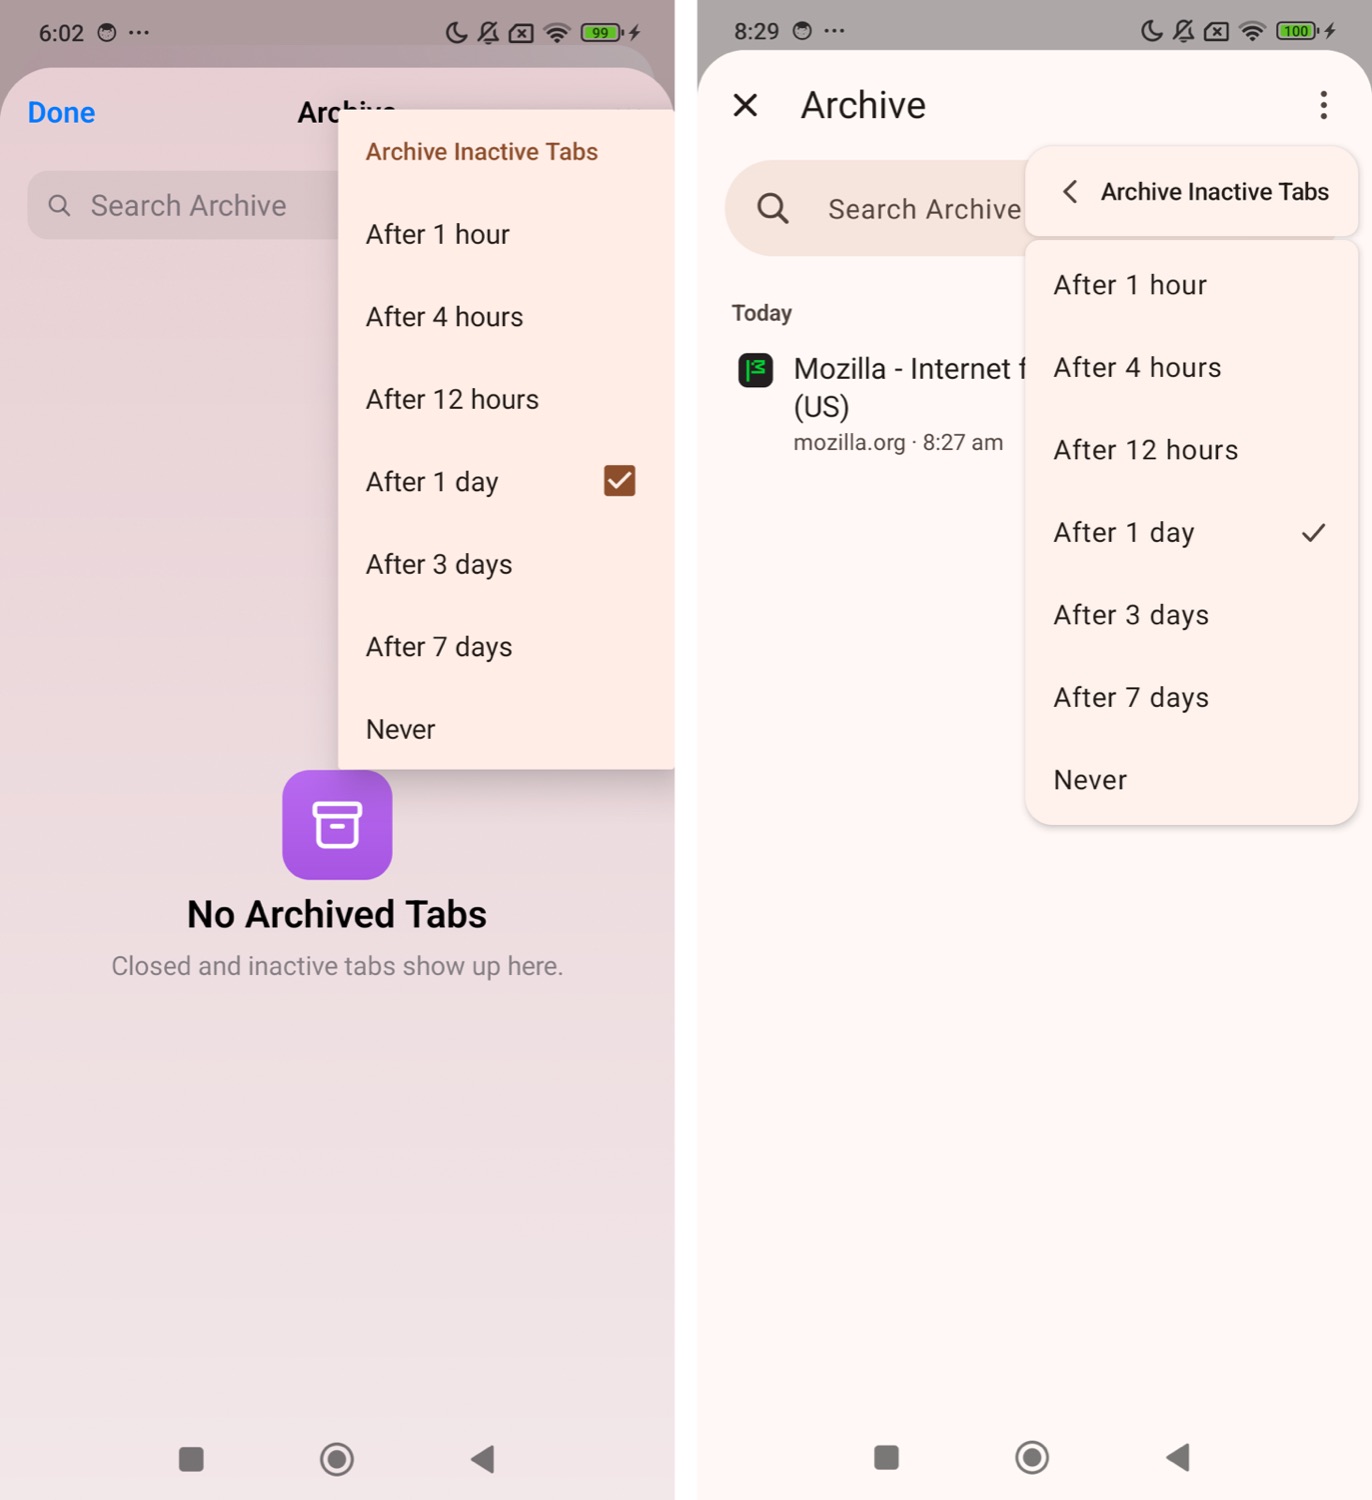 6:02
99
Done
Archive
Archive Inactive Tabs
Search Archive
After 1 hour
After 4 hours
After 12 hours
After 1 day
After 3 days
After 7 days
Never
No Archived Tabs
Closed and inactive tabs show up here.
8:29
100
Archive
Archive Inactive Tabs
Search Archive
After 1 hour
Today
Mozilla - Internet f
After 4 hours
(US)
mozilla.org · 8:27 am
After 12 hours
After 1 day
After 3 days
After 7 days
Never